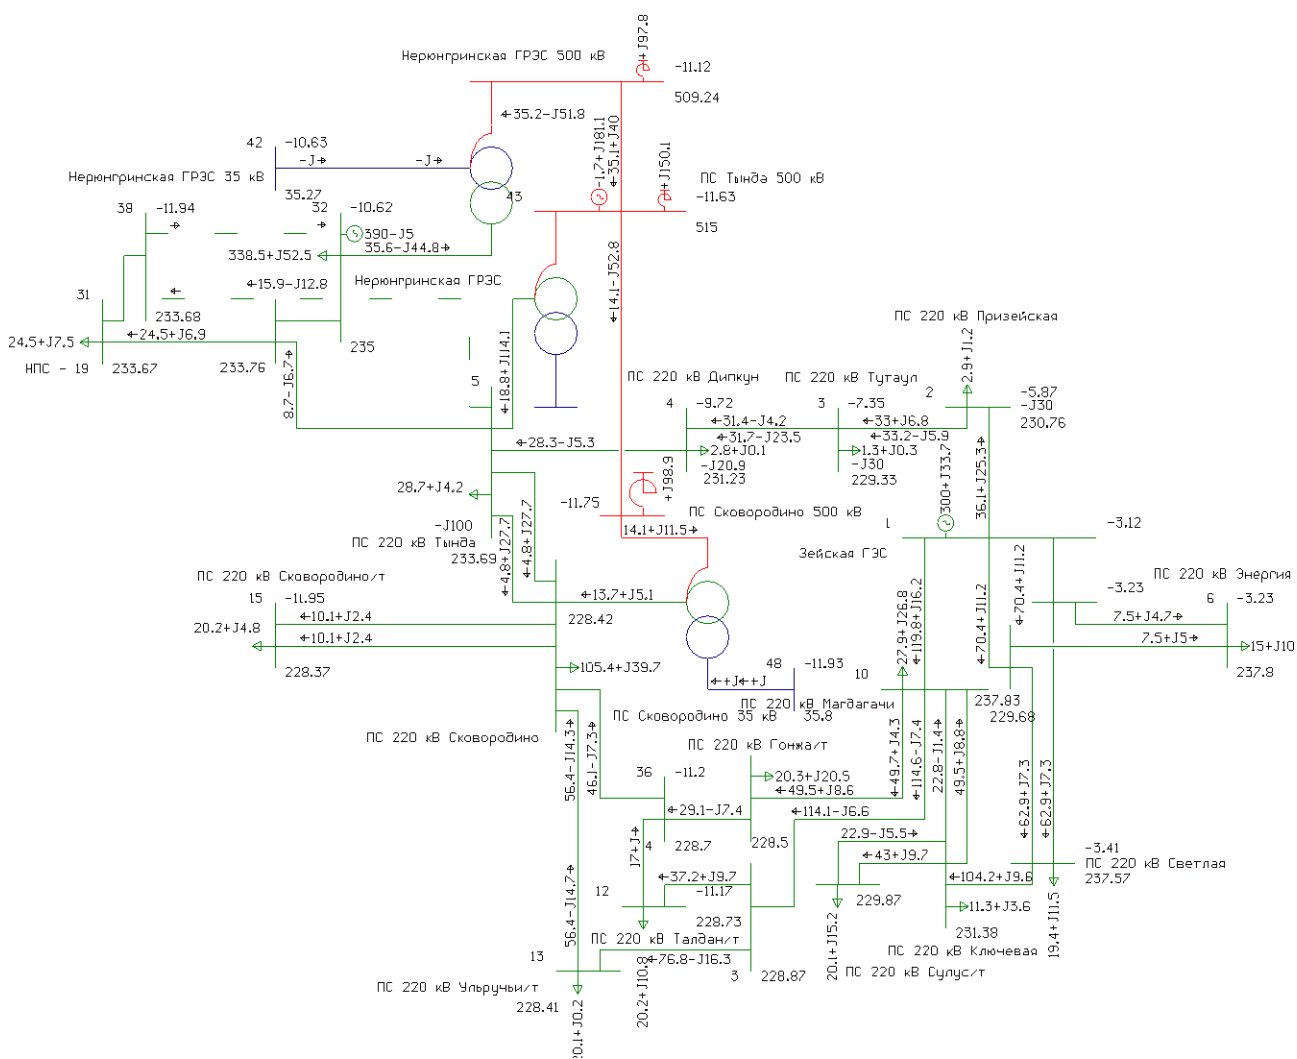 +J97.8
Нерюнгринская ГРЭС 500 кВ
-11.12
509.24
35.2-J51.8
42
-10.63
-J
-J
-1.7+J181.1
35.1+J40
+J150.1
Нерюнгринская ГРЭС 35 кВ
35.27
43
ПС Тында 500 кВ
-11.63
515
38
-11.94
32
-10.62
390-J5
338.5+J52.5
35.6-J44.8
14.1-J52.8
15.9-J12.8
Нерюнгринская ГРЭС
31
233.68
24.5+J7.5
24.5+J6.9
235
НПС - 19
233.67
233.76
8.7-J6.7
18.8+J114.1
ПС 220 кВ Призейская
2.9+J1.2
5
ПС 220 кВ Дипкун
ПС 220 кВ Тутаул
2
-5.87
-J30
230.76
4
-9.72
3
-7.35
31.4-J4.2
33+J6.8
31.7-J23.5
33.2-J5.9
28.3-J5.3
2.8+J0.1
1.3+J0.3
-J20.9
-J30
231.23
229.33
+J98.9
300+J33.7
36.1+J25.3
28.7+J4.2
-11.75
ПС Сковородино 500 кВ
-J100
14.1+J11.5
1
-3.12
ПС 220 кВ Тында
233.69
4.8+J27.7
4.8+J27.7
Зейская ГЭС
70.4+J11.2
ПС 220 кВ Сковородино/т
ПС 220 кВ Энергия
15
-11.95
13.7+J5.1
27.9+J26.8
119.8+J16.2
70.4+J11.2
-3.23
6
-3.23
10.1+J2.4
228.42
7.5+J4.7
20.2+J4.8
10.1+J2.4
7.5+J5
15+J10
228.37
105.4+J39.7
48
-11.93
10
237.8
+J
+J
237.83
ПС 220 кВ Магдагачи
35.8
229.68
ПС Сковородино 35 кВ
ПС 220 кВ Сковородино
ПС 220 кВ Гонжа/т
56.4-J14.3
46.1-J7.3
49.7+J4.3
114.6-J7.4
22.8-J1.4
49.5+J8.8
36
-11.2
20.3+J20.5
49.5+J8.6
29.1-J7.4
114.1-J6.6
62.9+J7.3
62.9+J7.3
J7+J
4
228.7
228.5
22.9-J5.5
43+J9.7
-3.41
ПС 220 кВ Светлая
237.57
37.2+J9.7
104.2+J9.6
12
-11.17
229.87
11.3+J3.6
228.73
231.38
19.4+J11.5
56.4-J14.7
20.1+J15.2
ПС 220 кВ Талдан/т
ПС 220 кВ Ключевая
13
76.8-J16.3
3
228.87
ПС 220 кВ Сулус/т
ПС 220 кВ Ульручьи/т
228.41
20.2+J10.8
20.1+J0.2